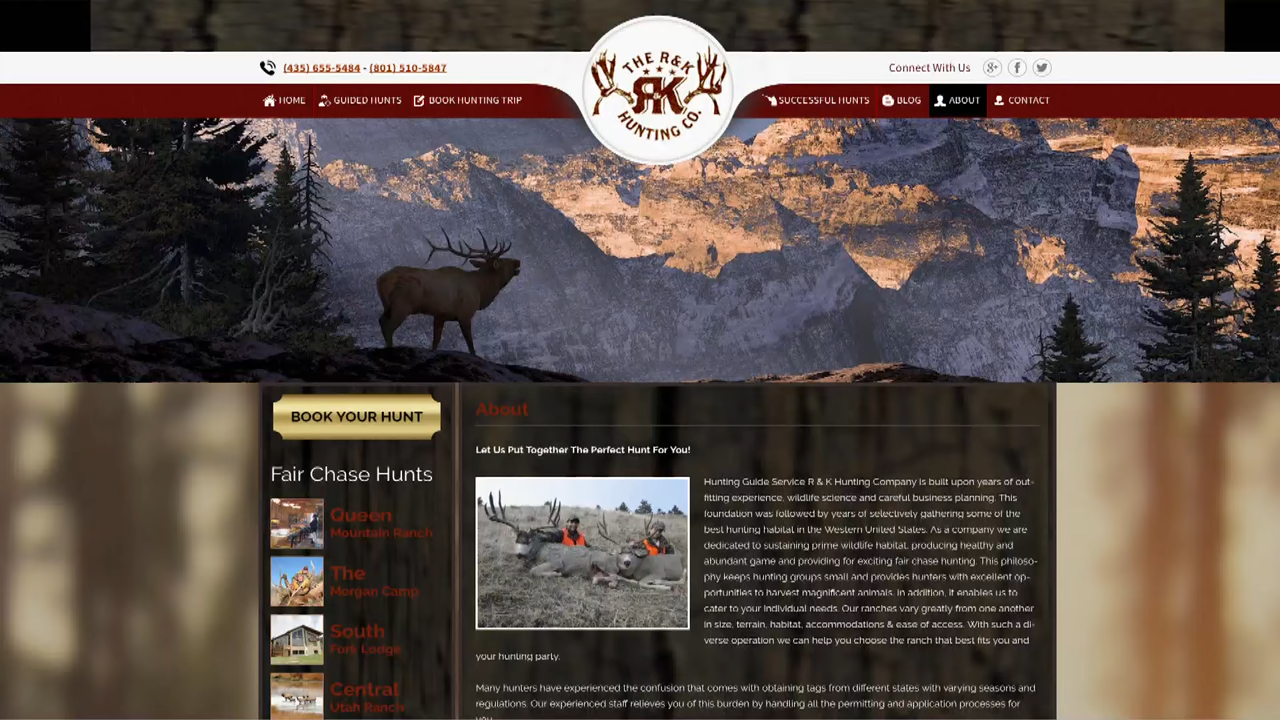 (435) 655-5484 - (801) 510-5847
Connect With Us
THE R&K
R&K
HUNTING CO.
HOME
GUIDED HUNTS
BOOK HUNTING TRIP
SUCCESSFUL HUNTS
BLOG
ABOUT
CONTACT
BOOK YOUR HUNT
Fair Chase Hunts
Queen
Mountain Ranch
The
Morgan Camp
South
Fork Lodge
Central
Utah Ranch
About
Let Us Put Together The Perfect Hunt For You!
Hunting Guide Service R & K Hunting Company is built upon years of out-
fitting experience, wildlife science and careful business planning. This
foundation was followed by years of selectively gathering some of the
best hunting habitat in the Western United States. As a company we are
dedicated to sustaining prime wildlife habitat, producing healthy and
abundant game and providing for exciting fair chase hunting. This philoso-
phy keeps hunting groups small and provides hunters with excellent op-
portunities to harvest magnificent animals. In addition, it enables us to
cater to your individual needs. Our ranches vary greatly from one another
in size, terrain, habitat, accommodations & ease of access. With such a di-
verse operation we can help you choose the ranch that best fits you and
your hunting party.
Many hunters have experienced the confusion that comes with obtaining tags from different states with varying seasons and
regulations. Our experienced staff relieves you of this burden by handling all the permitting and application processes for
you.